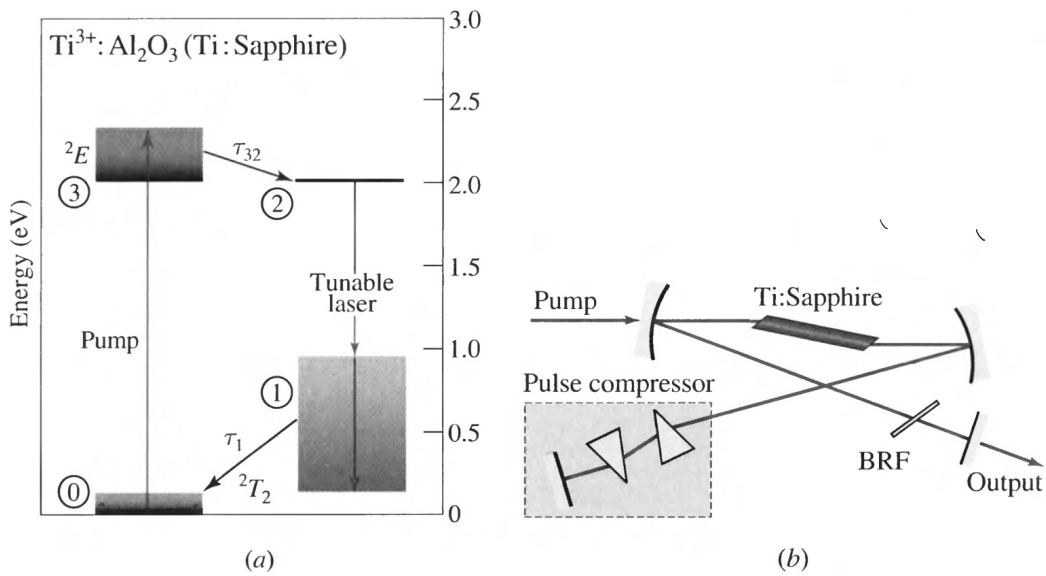 Ti³⁺: Al₂O₃ (Ti : Sapphire)
3.0
2.5
2.0
1.5
1.0
0.5
0
Energy (eV)
²E
③
τ₃₂
②
Pump
Tunable
laser
①
τ₁
⓪
²T₂
(a)
Pump
Ti:Sapphire
Pulse compressor
BRF
Output
(b)